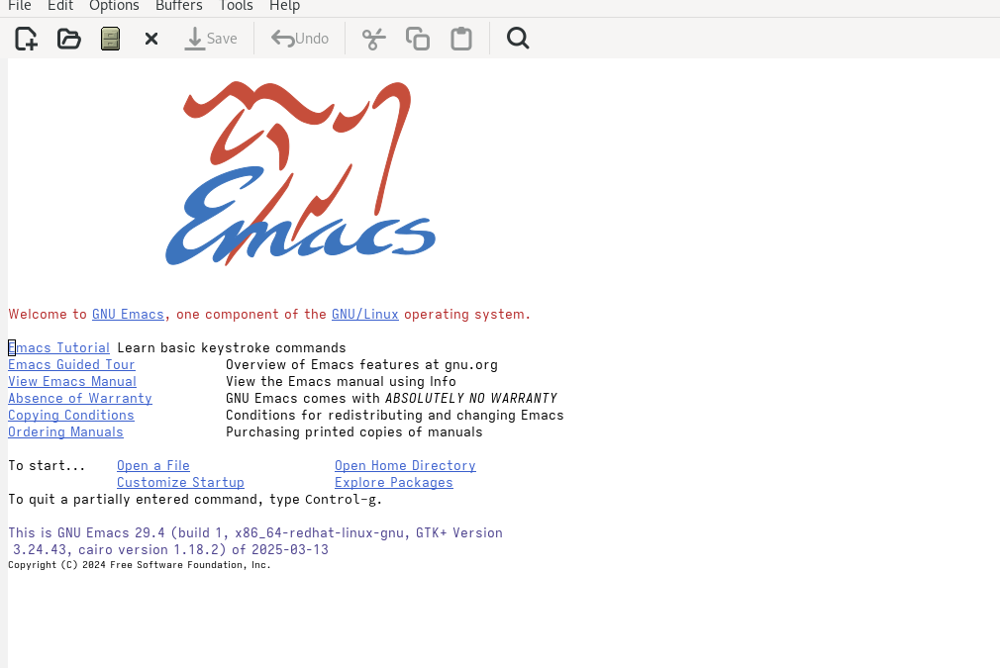 File Edit Options Buffers Tools Help
Save Undo
Emacs
Welcome to GNU Emacs, one component of the GNU/Linux operating system.
Emacs Tutorial Learn basic keystroke commands
Emacs Guided Tour Overview of Emacs features at gnu.org
View Emacs Manual View the Emacs manual using Info
Absence of Warranty GNU Emacs comes with ABSOLUTELY NO WARRANTY
Copying Conditions Conditions for redistributing and changing Emacs
Ordering Manuals Purchasing printed copies of manuals
To start... Open a File Open Home Directory
Customize Startup Explore Packages
To quit a partially entered command, type Control-g.
This is GNU Emacs 29.4 (build 1, x86_64-redhat-linux-gnu, GTK+ Version
3.24.43, cairo version 1.18.2) of 2025-03-13
Copyright (C) 2024 Free Software Foundation, Inc.